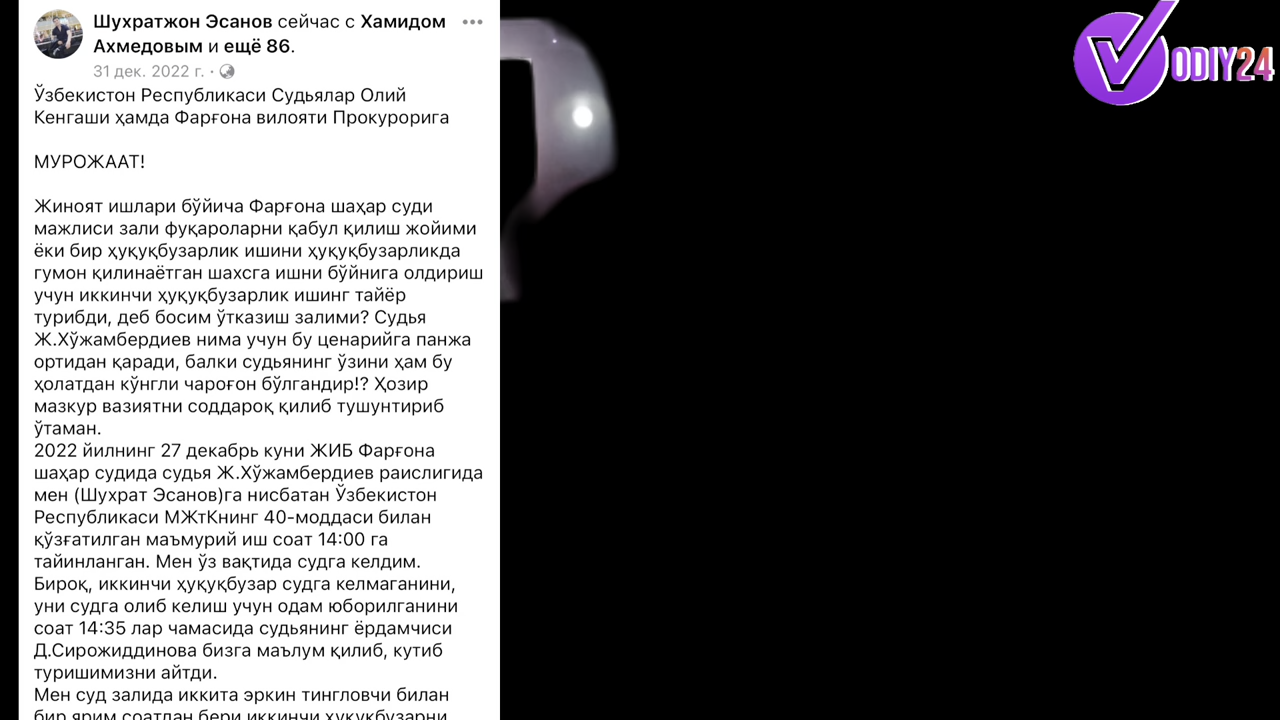 Шухратжон Эсанов сейчас с Хамидом
Ахмедовым и ещё 86.
31 дек. 2022 г. ·
Ўзбекистон Республикаси Судьялар Олий
Кенгаши ҳамда Фарғона вилояти Прокурорига
МУРОЖААТ!
Жиноят ишлари бўйича Фарғона шаҳар суди
мажлиси зали фуқароларни қабул қилиш жойими
ёки бир ҳуқуқбузарлик ишини ҳуқуқбузарликда
гумон қилинаётган шахсга ишни бўйнига олдириш
учун иккинчи ҳуқуқбузарлик ишинг тайёр
турибди, деб босим ўтказиш залими? Судья
Ж.Хўжамбердиев нима учун бу ценарийга панжа
ортидан қаради, балки судьянинг ўзини ҳам бу
ҳолатдан кўнгли чароғон бўлгандир!? Ҳозир
мазкур вазиятни соддароқ қилиб тушунтириб
ўтаман.
2022 йилнинг 27 декабрь куни ЖИБ Фарғона
шаҳар судида судья Ж.Хўжамбердиев раислигида
мен (Шухрат Эсанов)га нисбатан Ўзбекистон
Республикаси МЖтКнинг 40-моддаси билан
қўзғатилган маъмурий иш соат 14:00 га
тайинланган. Мен ўз вақтида судга келдим.
Бироқ, иккинчи ҳуқуқбузар судга келмаганини,
уни судга олиб келиш учун одам юборилганини
соат 14:35 лар чамасида судьянинг ёрдамчиси
Д.Сирожиддинова бизга маълум қилиб, кутиб
туришимизни айтди.
Мен суд залида иккита эркин тингловчи билан
бир ярим соатдан бери иккинчи ҳуқуқбузарни
VODIY24